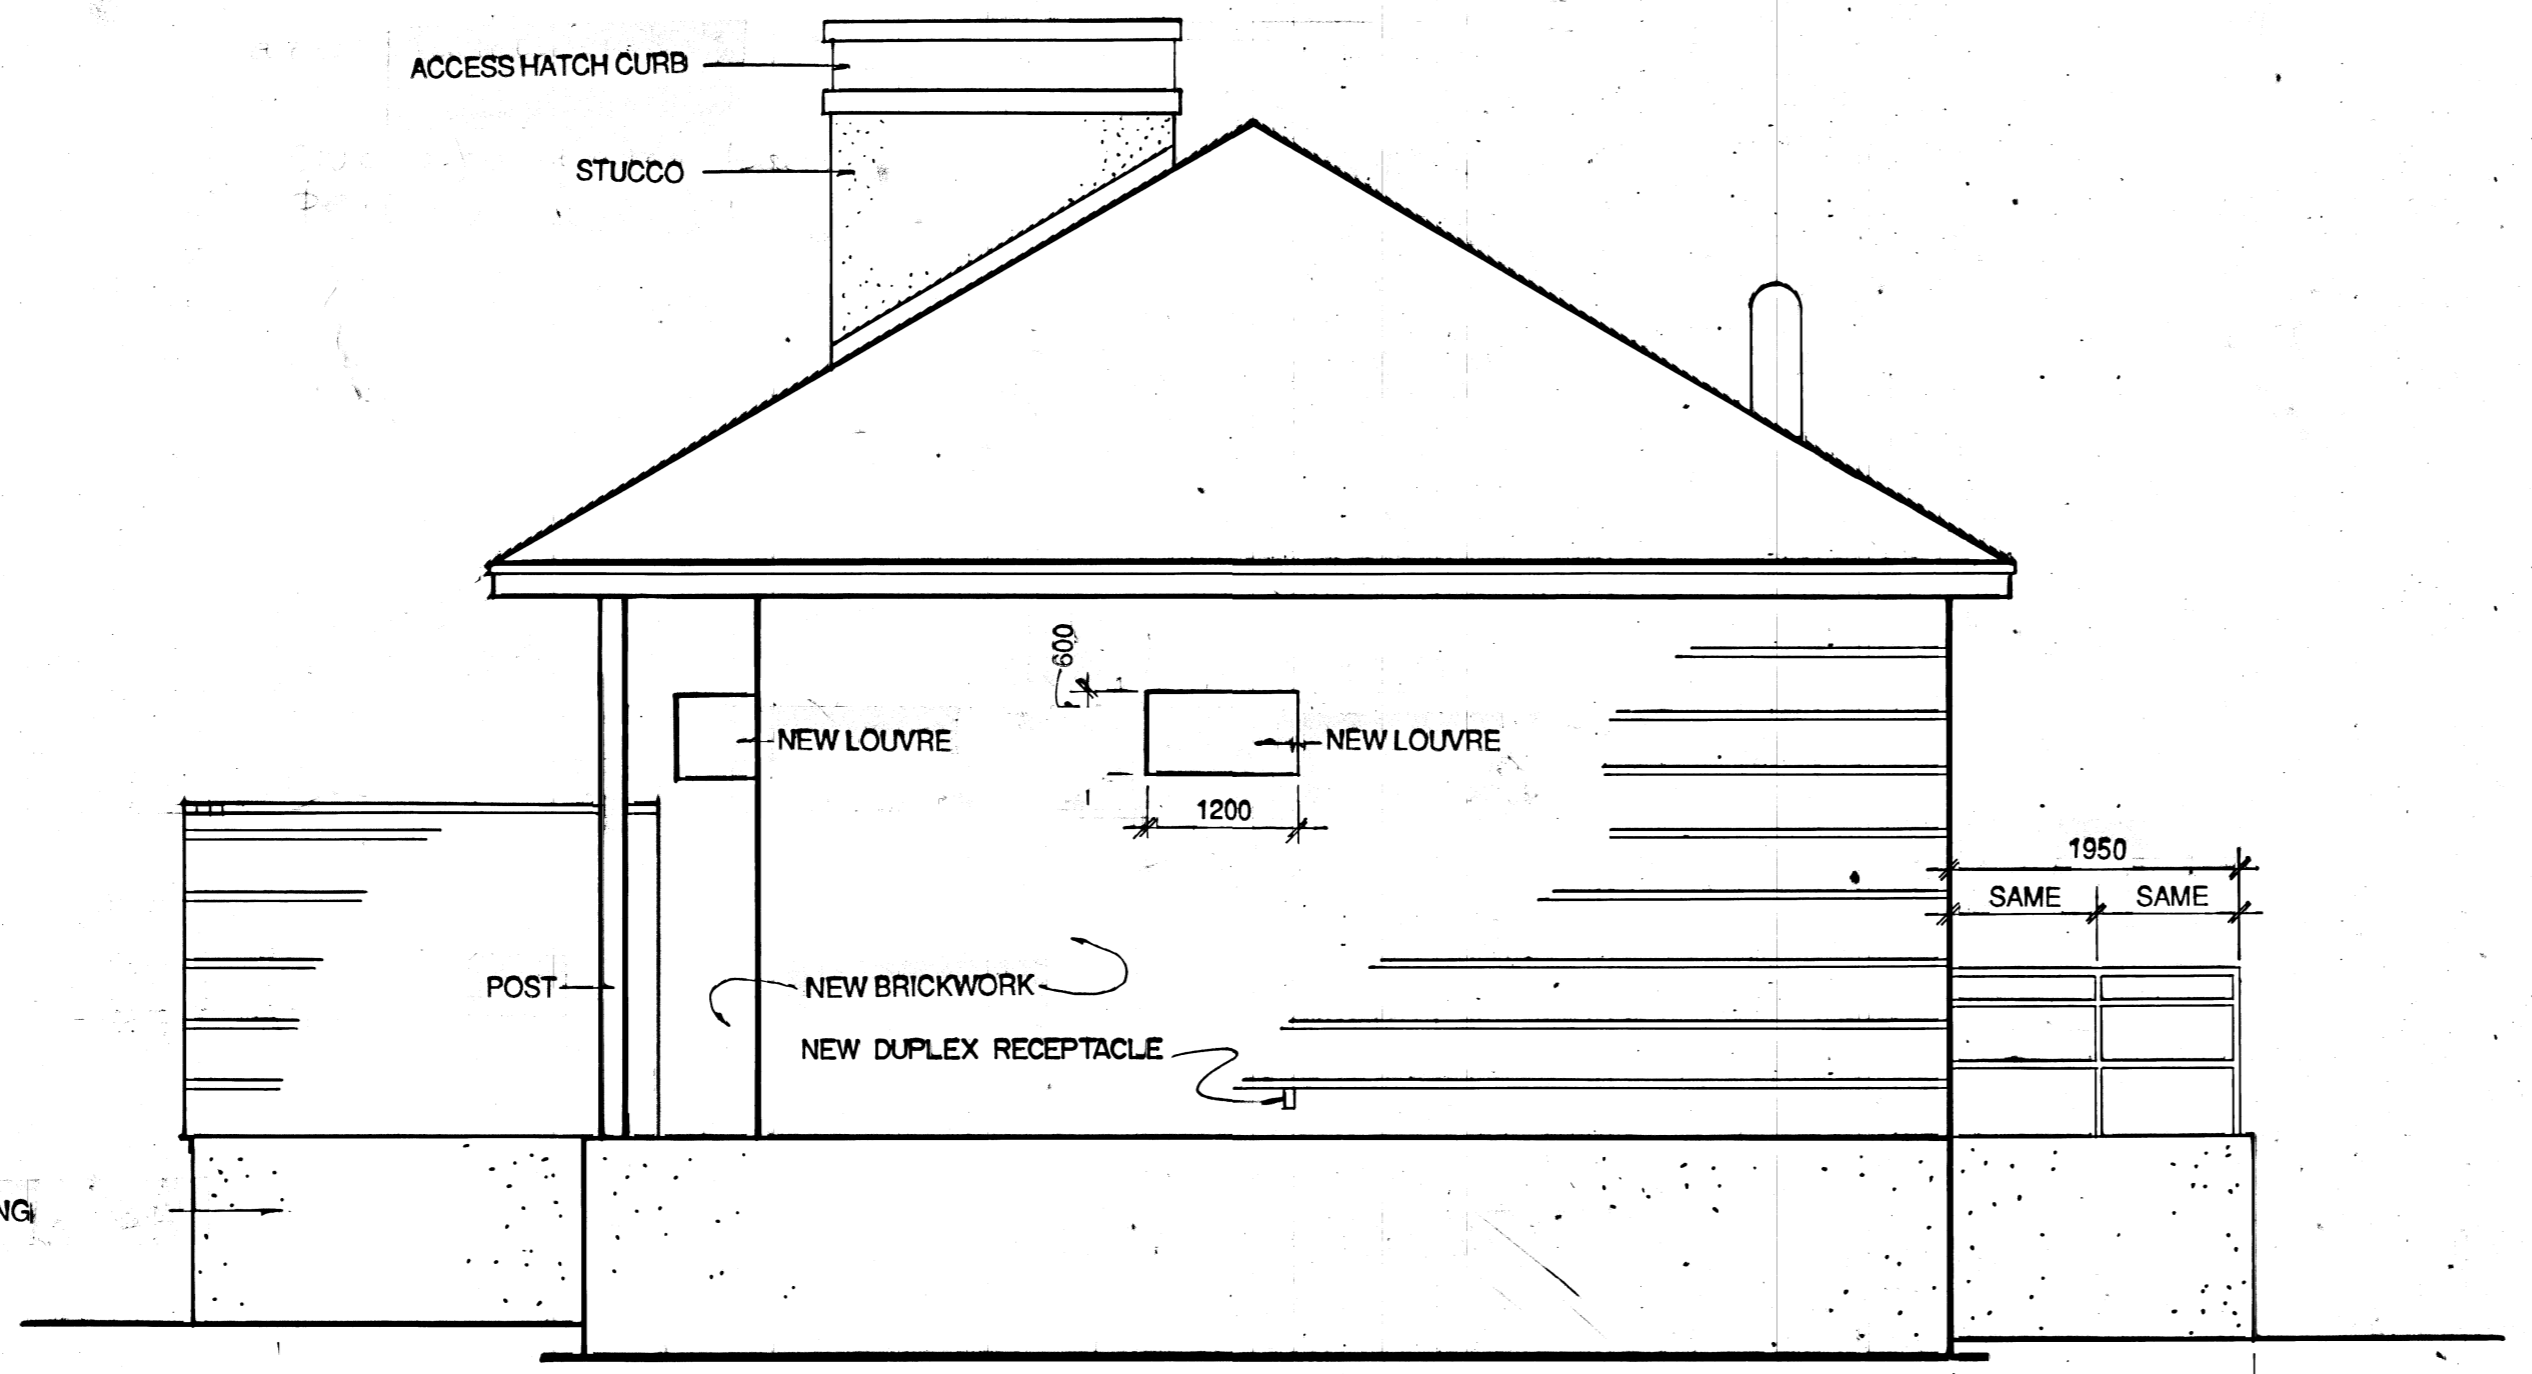 ACCESS HATCH CURB
STUCCO
600
NEW LOUVRE
NEW LOUVRE
1200
1950
SAME SAME
POST
NEW BRICKWORK
NEW DUPLEX RECEPTACLE
NG